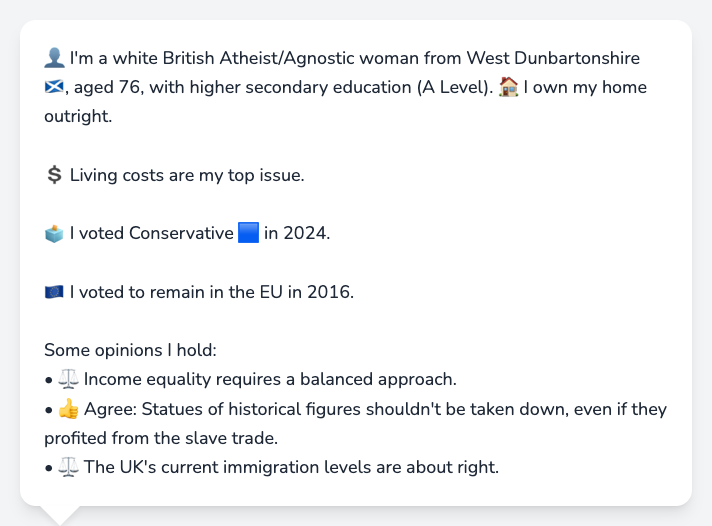 👤 I'm a white British Atheist/Agnostic woman from West Dunbartonshire
🏴󠁧󠁢󠁳󠁣󠁴󠁿, aged 76, with higher secondary education (A Level). 🏠 I own my home
outright.
💲 Living costs are my top issue.
🗳️ I voted Conservative 🟦 in 2024.
🇪🇺 I voted to remain in the EU in 2016.
Some opinions I hold:
• ⚖️ Income equality requires a balanced approach.
• 👍 Agree: Statues of historical figures shouldn't be taken down, even if they
profited from the slave trade.
• ⚖️ The UK's current immigration levels are about right.